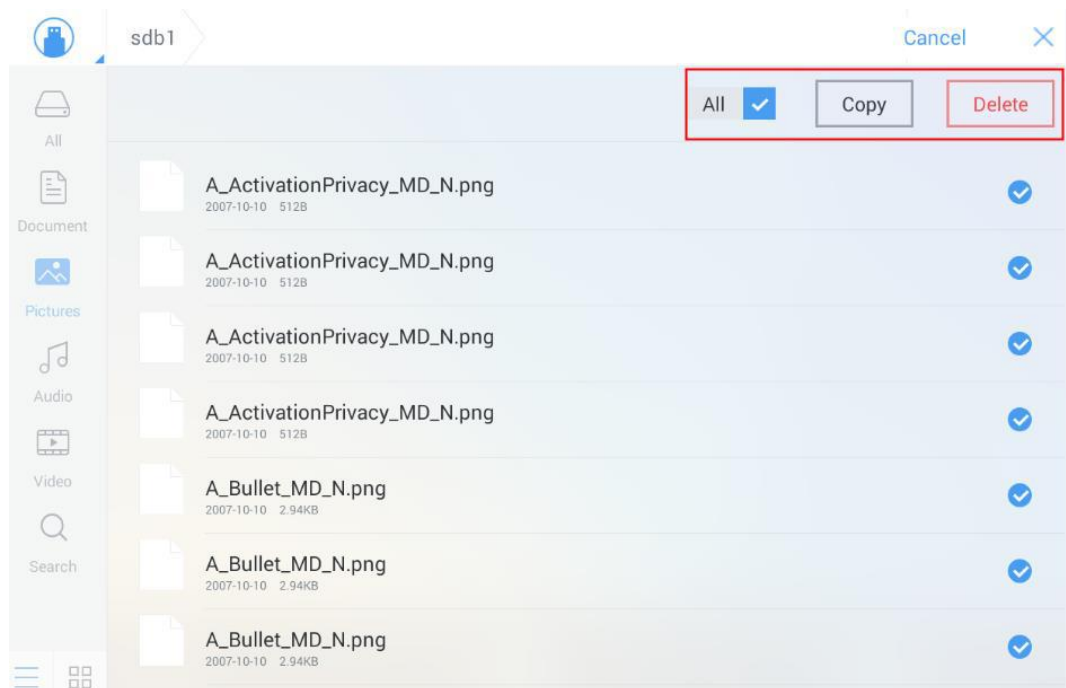 sdb1
Cancel
All
Copy
Delete
All
Document
Pictures
Audio
Video
Search
A_ActivationPrivacy_MD_N.png
2007-10-10 512B
A_ActivationPrivacy_MD_N.png
2007-10-10 512B
A_ActivationPrivacy_MD_N.png
2007-10-10 512B
A_ActivationPrivacy_MD_N.png
2007-10-10 512B
A_Bullet_MD_N.png
2007-10-10 2.94KB
A_Bullet_MD_N.png
2007-10-10 2.94KB
A_Bullet_MD_N.png
2007-10-10 2.94KB